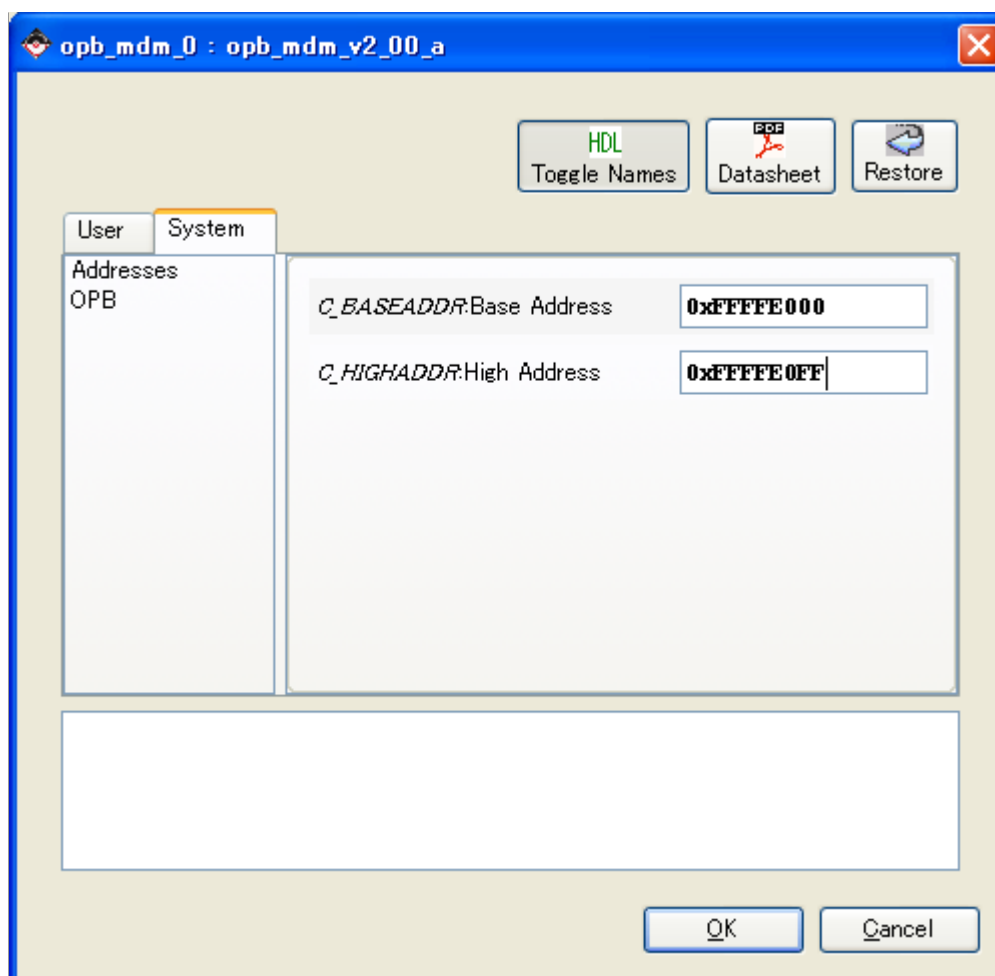 opb_mdm_0 : opb_mdm_v2_00_a
HDL
Toggle Names
PDF
Datasheet
Restore
User
System
Addresses
OPB
C_BASEADDR:Base Address
0xFFFFE000
C_HIGHADDR:High Address
0xFFFFE0FF
OK
Cancel